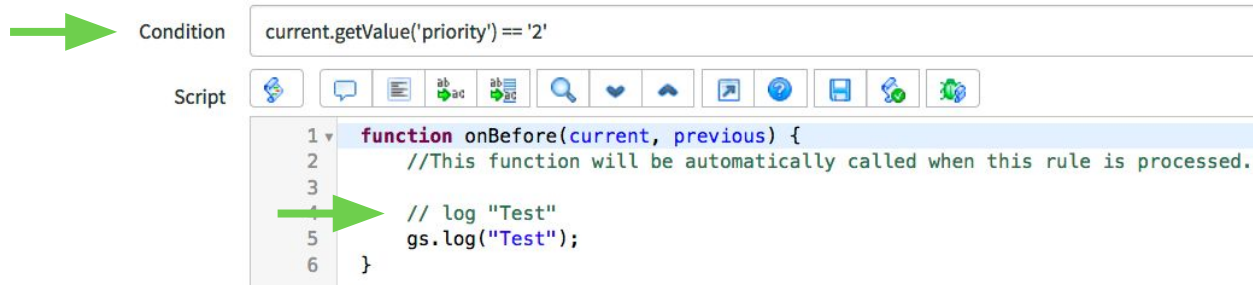 Condition
current.getValue('priority') == '2'
Script
1 function onBefore(current, previous) {
2 //This function will be automatically called when this rule is processed.
3
4 // log "Test"
5 gs.log("Test");
6 }